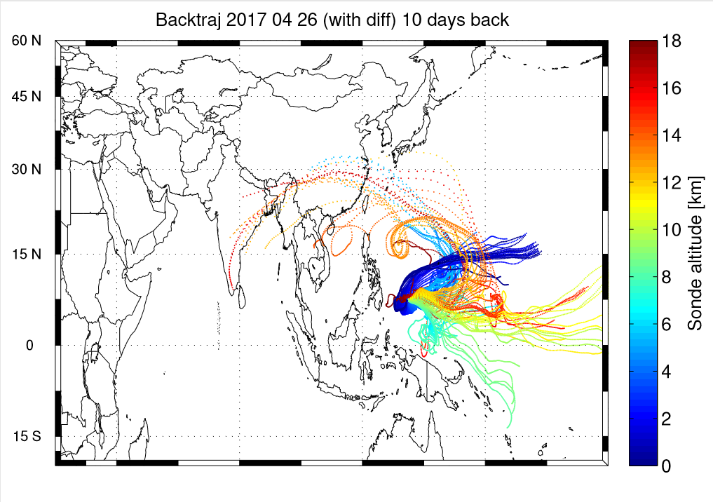 Backtraj 2017 04 26 (with diff) 10 days back
60 N
45 N
30 N
15 N
0
15 S
18
16
14
12
10
8
6
4
2
0
Sonde altitude [km]